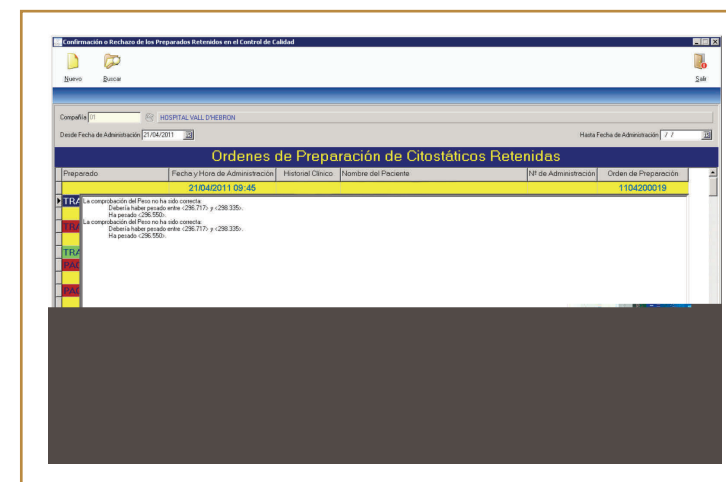 Confirmación o Rechazo de los Preparados Retenidos en el Control de Calidad
Nuevo Buscar Salir
Compañía 01 HOSPITAL VALL D'HEBRON
Desde Fecha de Administración 21/04/2011 Hasta Fecha de Administración / /
Ordenes de Preparación de Citostáticos Retenidas
Preparado Fecha y Hora de Administración Historial Clínico Nombre del Paciente Nº de Administración Orden de Preparación
21/04/2011 09:45 1104200019
TRA La comprobación del Peso no ha sido correcta:
Debería haber pesado entre <296.717> y <298.335>.
Ha pesado <296.550>.
TRA La comprobación del Peso no ha sido correcta:
Debería haber pesado entre <296.717> y <298.335>.
Ha pesado <296.550>.
TRA
PAC
PAC